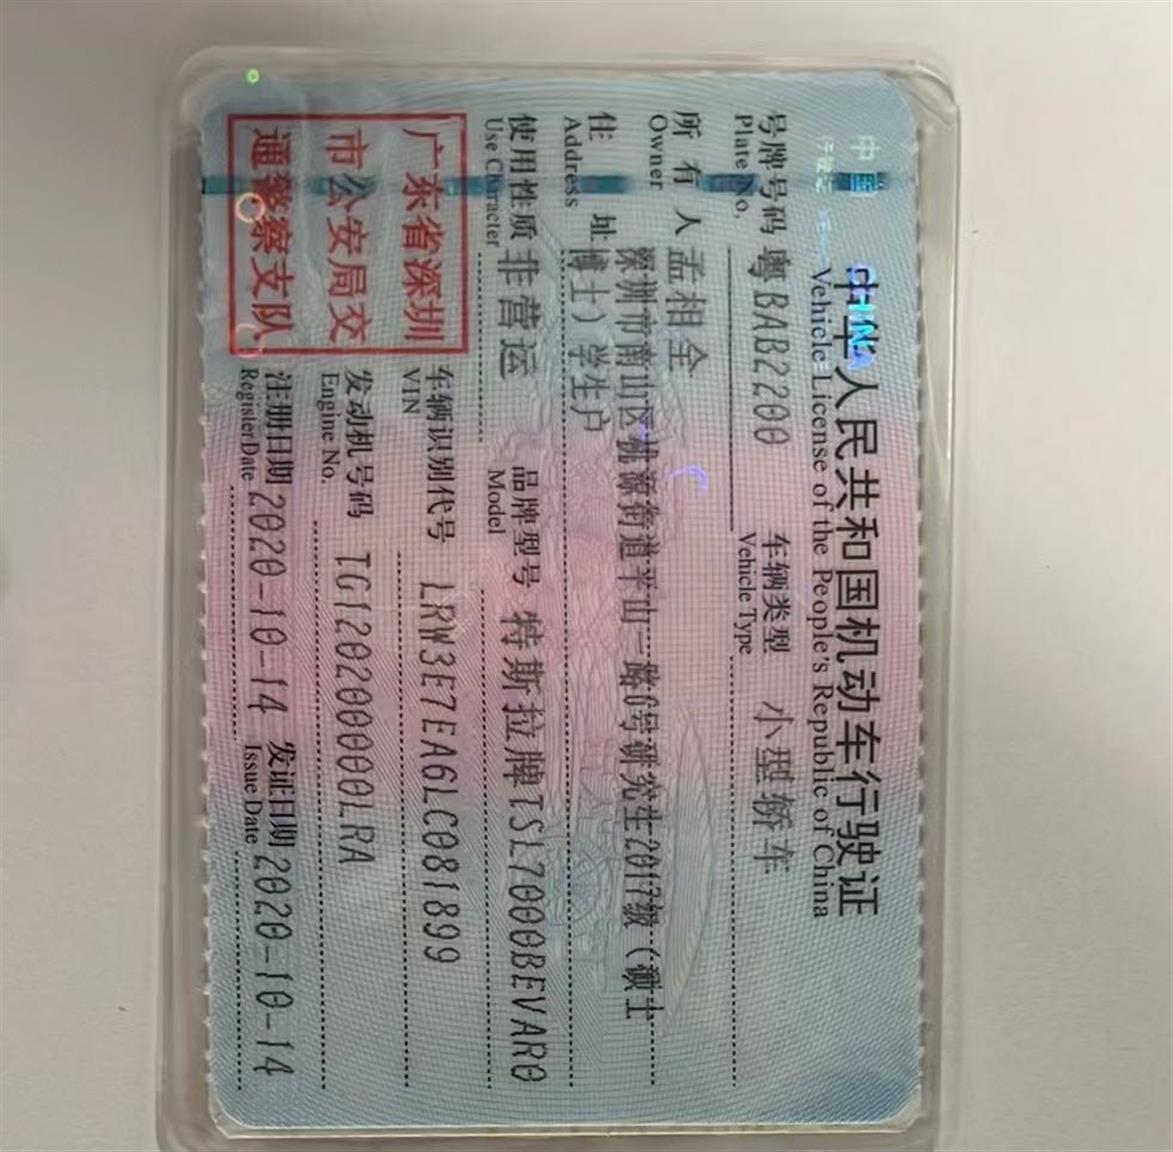 中华人民共和国机动车行驶证
Vehicle License of the People's Republic of China
号牌号码 粤BAB2200 车辆类型 小型轿车
Plate No. Vehicle Type
所有人 孟相全
Owner
住址 深圳市南山区桃源街道平山一路6号研究生2017级（硕士
Address 博士）学生户
使用性质 非营运 品牌型号 特斯拉牌TSL7000BEVAR0
Use Character Model
广东省深圳
市公安局交
通警察支队
车辆识别代号 LRW3E7EA6LC081899
VIN
发动机号码 TG1202000000LRA
Engine No.
注册日期 2020-10-14 发证日期 2020-10-14
Register Date Issue Date
中国
CHINA